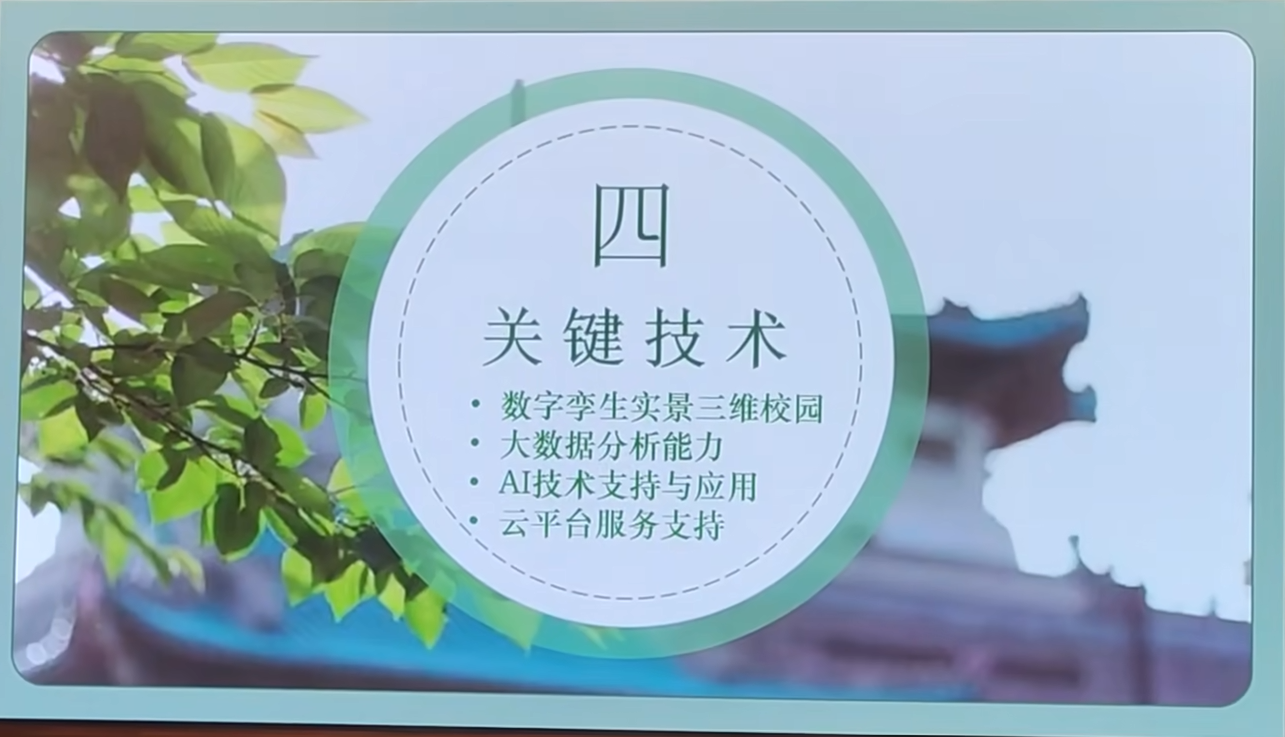 四
关键技术
• 数字孪生实景三维校园
• 大数据分析能力
• AI技术支持与应用
• 云平台服务支持